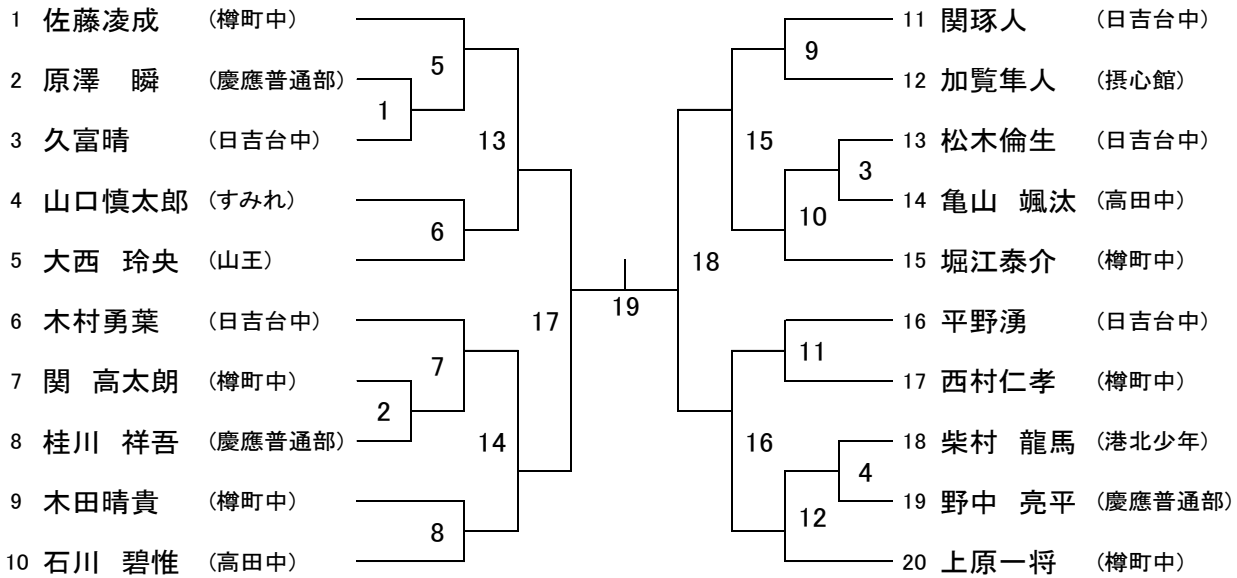 1 佐藤凌成 (樽町中)
2 原澤 瞬 (慶應普通部)
3 久富晴 (日吉台中)
4 山口慎太郎 (すみれ)
5 大西 玲央 (山王)
6 木村勇葉 (日吉台中)
7 関 高太朗 (樽町中)
8 桂川 祥吾 (慶應普通部)
9 木田晴貴 (樽町中)
10 石川 碧惟 (高田中)
5
1
13
6
17
7
2
14
8
19
18
9
15
3
10
11
16
4
12
11 関琢人 (日吉台中)
12 加覧隼人 (摂心館)
13 松木倫生 (日吉台中)
14 亀山 颯汰 (高田中)
15 堀江泰介 (樽町中)
16 平野湧 (日吉台中)
17 西村仁孝 (樽町中)
18 柴村 龍馬 (港北少年)
19 野中 亮平 (慶應普通部)
20 上原一将 (樽町中)